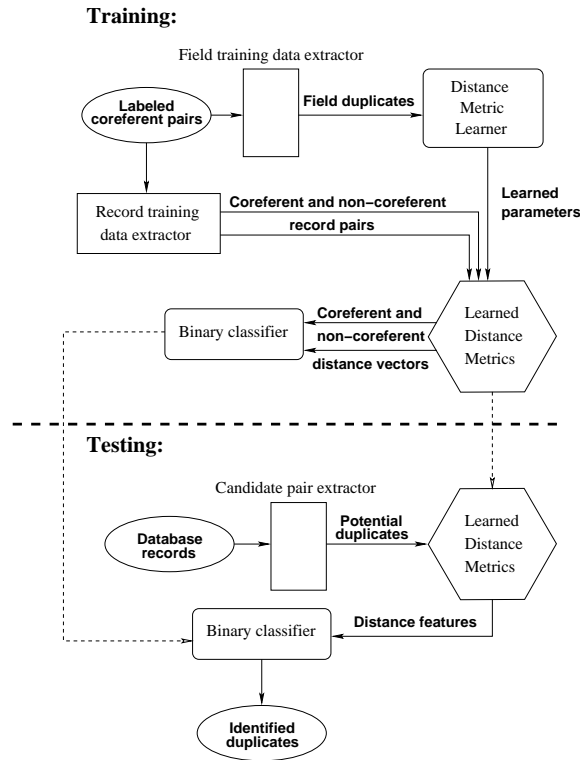 Training:
Field training data extractor
Labeled
coreferent pairs
Field duplicates
Distance
Metric
Learner
Learned
parameters
Record training
data extractor
Coreferent and non−coreferent
record pairs
Binary classifier
Coreferent and
non−coreferent
distance vectors
Learned
Distance
Metrics
Testing:
Candidate pair extractor
Database
records
Potential
duplicates
Learned
Distance
Metrics
Binary classifier
Distance features
Identified
duplicates